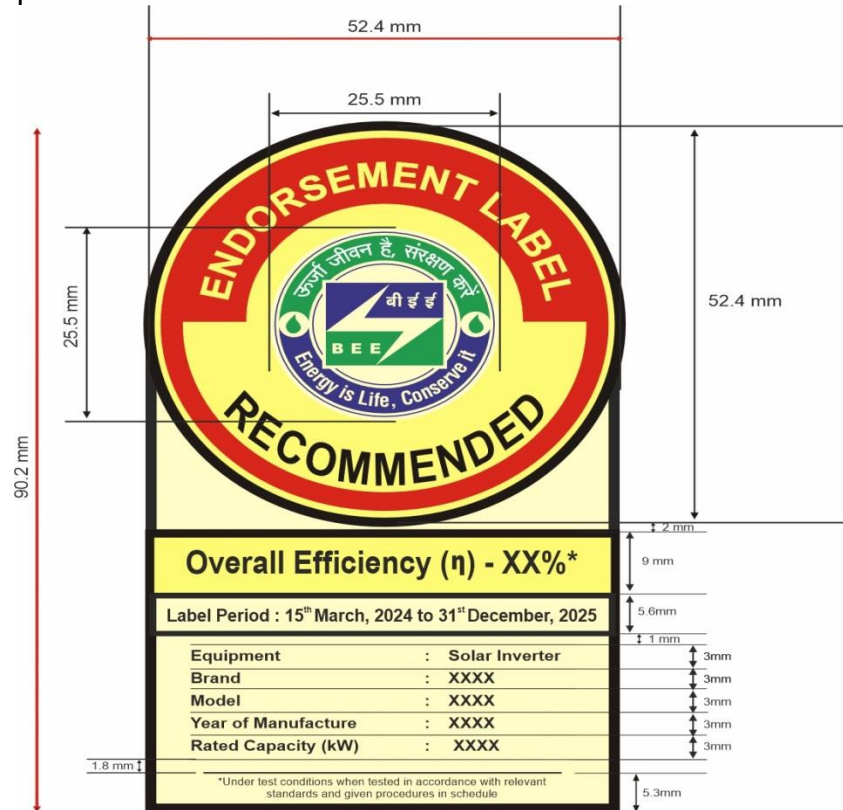 52.4 mm
25.5 mm
ENDORSEMENT LABEL
ऊर्जा जीवन है, संरक्षण करें
बी ई ई
BEE
Energy is Life, Conserve it
RECOMMENDED
25.5 mm
52.4 mm
90.2 mm
2 mm
Overall Efficiency (η) - XX%*
9 mm
Label Period : 15th March, 2024 to 31st December, 2025
5.6mm
1 mm
Equipment : Solar Inverter
3mm
Brand : XXXX
3mm
Model : XXXX
3mm
Year of Manufacture : XXXX
3mm
Rated Capacity (kW) : XXXX
3mm
1.8 mm
*Under test conditions when tested in accordance with relevant
standards and given procedures in schedule
5.3mm